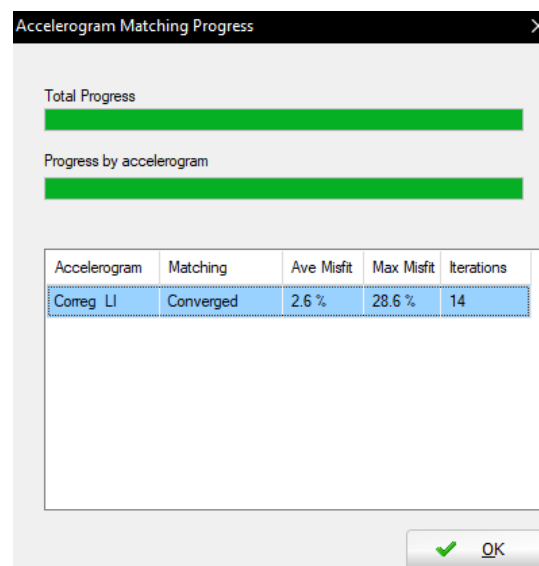 Accelerogram Matching Progress
Total Progress
Progress by accelerogram
Accelerogram Matching Ave Misfit Max Misfit Iterations
Correg LI Converged 2.6 % 28.6 % 14
OK